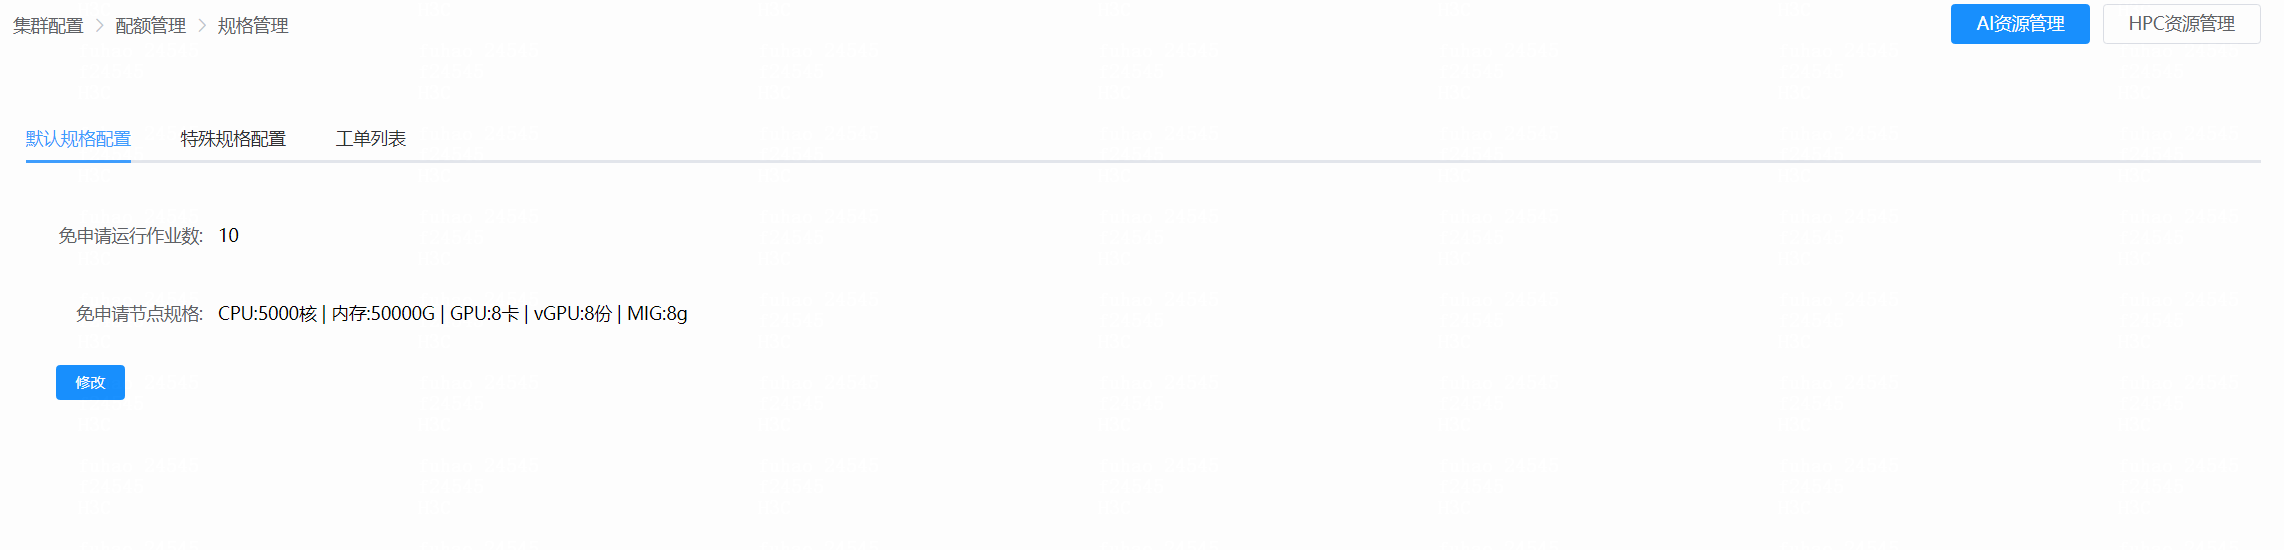 集群配置 > 配额管理 > 规格管理
AI资源管理 HPC资源管理
默认规格配置 特殊规格配置 工单列表
免申请运行作业数: 10
免申请节点规格: CPU:5000核 | 内存:50000G | GPU:8卡 | vGPU:8份 | MIG:8g
修改